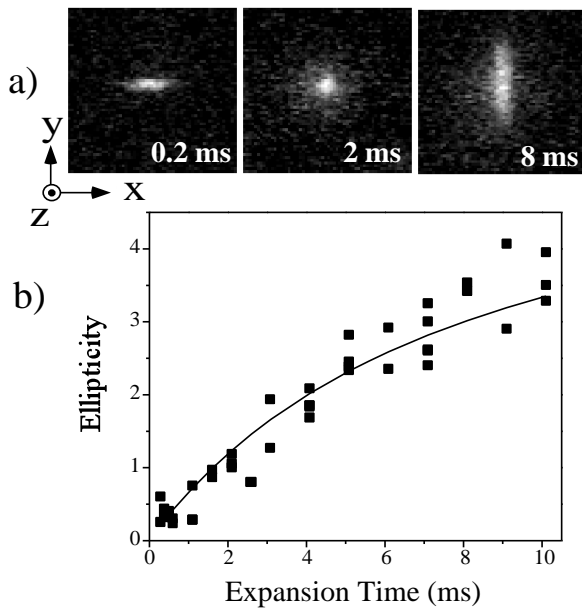 a)
0.2 ms
2 ms
8 ms
y
z
x
b)
Ellipticity
4
3
2
1
0
0 2 4 6 8 10
Expansion Time (ms)